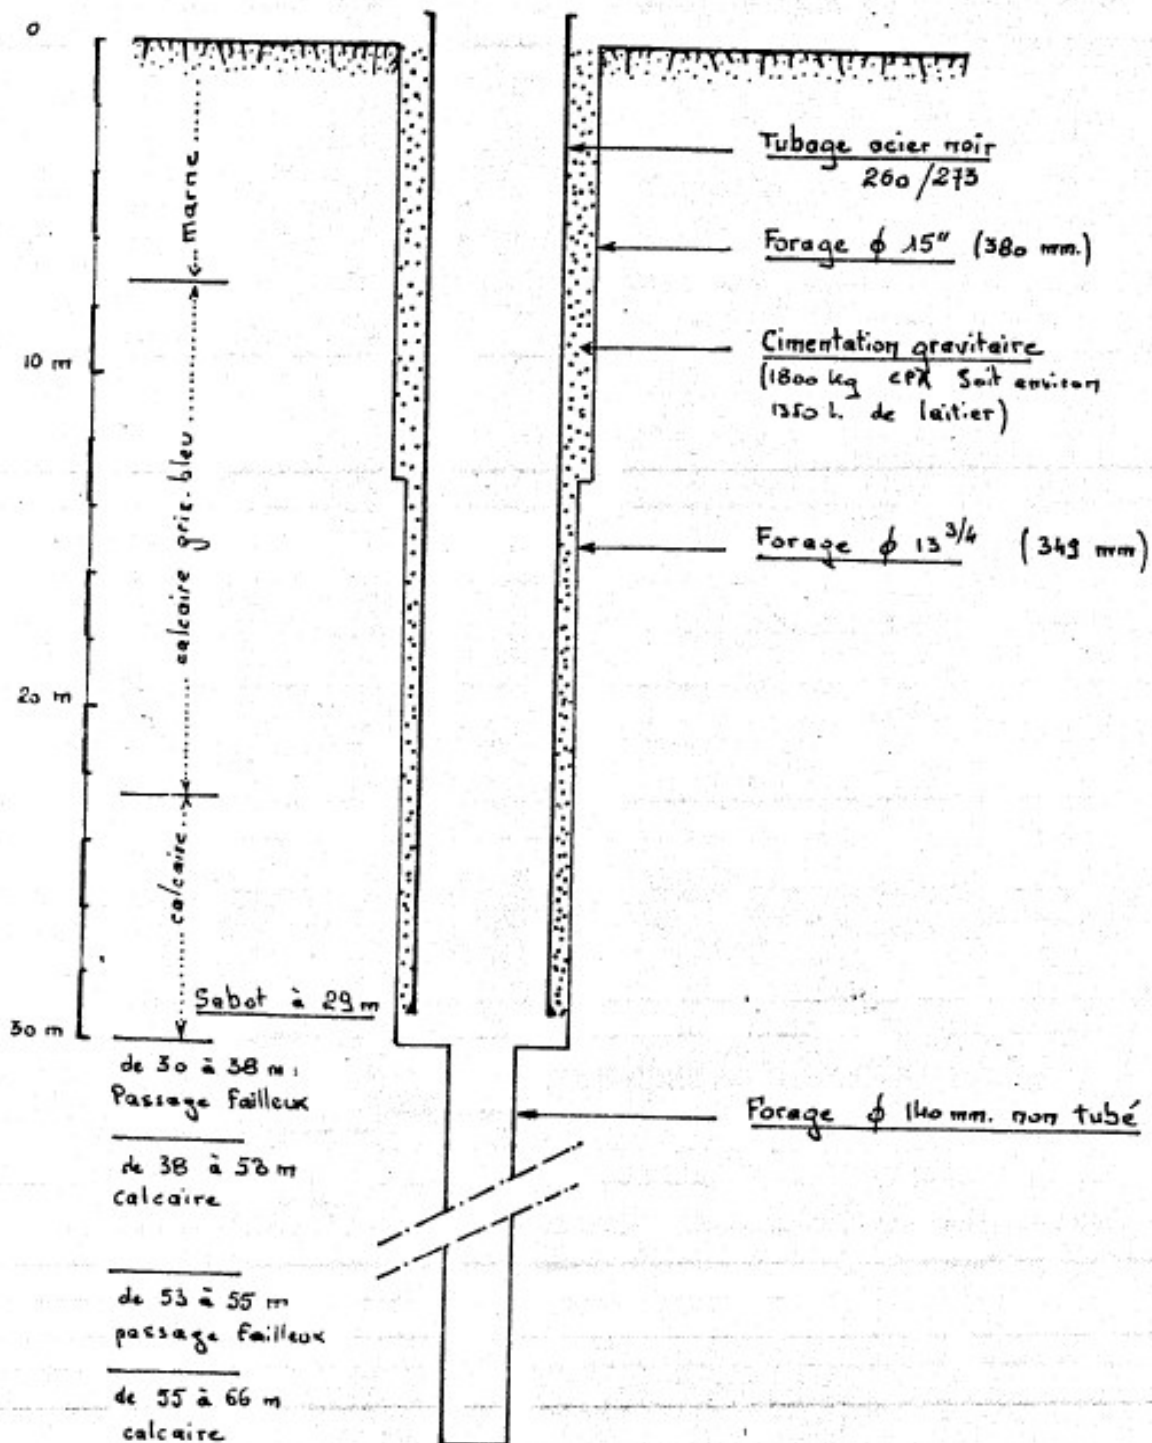 0
Tubage acier noir
260/273
marne
Forage ϕ 15" (380 mm.)
10 m
Cimentation gravitaire
(1800 kg CPA Soit environ
1350 l. de laitier)
calcaire gris-bleu
Forage ϕ 13 3/4 (349 mm)
20 m
calcaire
Sabot à 29 m
30 m
de 30 à 38 m:
Passage failleux
Forage ϕ 140 mm. non tubé
de 38 à 53 m
calcaire
de 53 à 55 m
passage failleux
de 55 à 66 m
calcaire